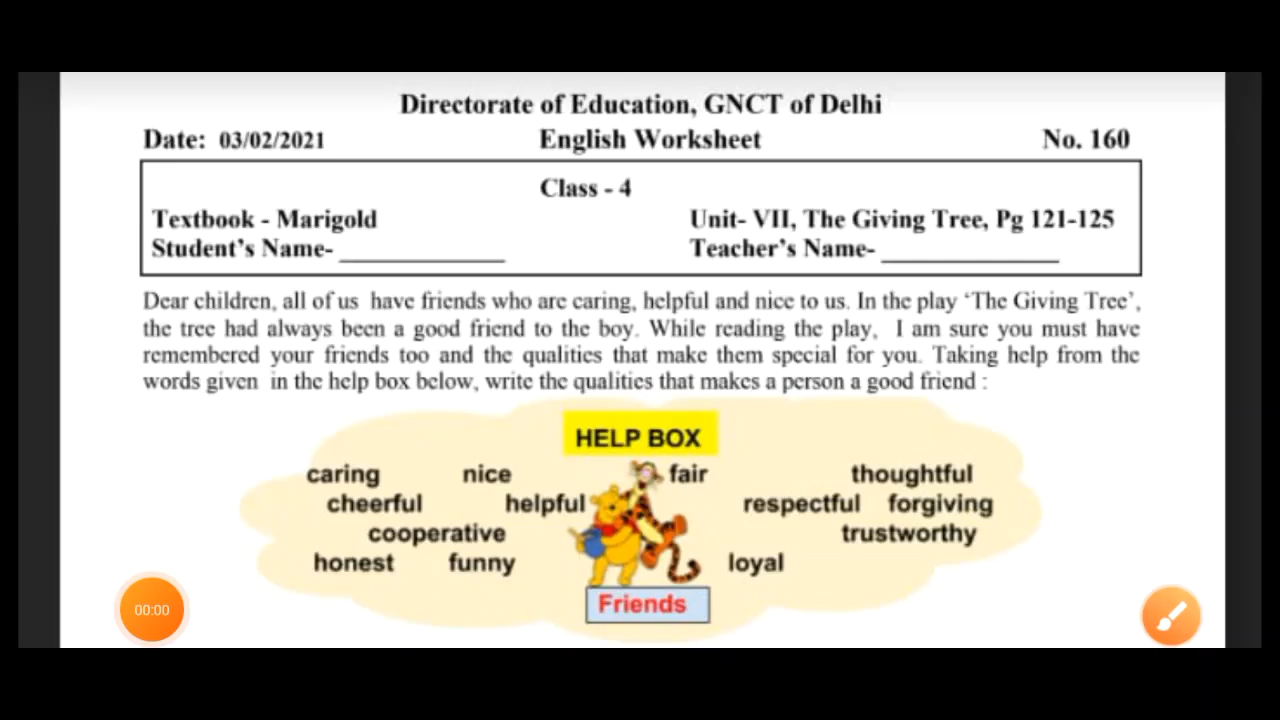 Directorate of Education, GNCT of Delhi
Date: 03/02/2021 English Worksheet No. 160
Class - 4
Textbook - Marigold Unit- VII, The Giving Tree, Pg 121-125
Student's Name- ____________ Teacher's Name- ____________
Dear children, all of us have friends who are caring, helpful and nice to us. In the play ‘The Giving Tree’,
the tree had always been a good friend to the boy. While reading the play, I am sure you must have
remembered your friends too and the qualities that make them special for you. Taking help from the
words given in the help box below, write the qualities that makes a person a good friend :
HELP BOX
caring nice fair thoughtful
cheerful helpful respectful forgiving
cooperative trustworthy
honest funny loyal
Friends
00:00